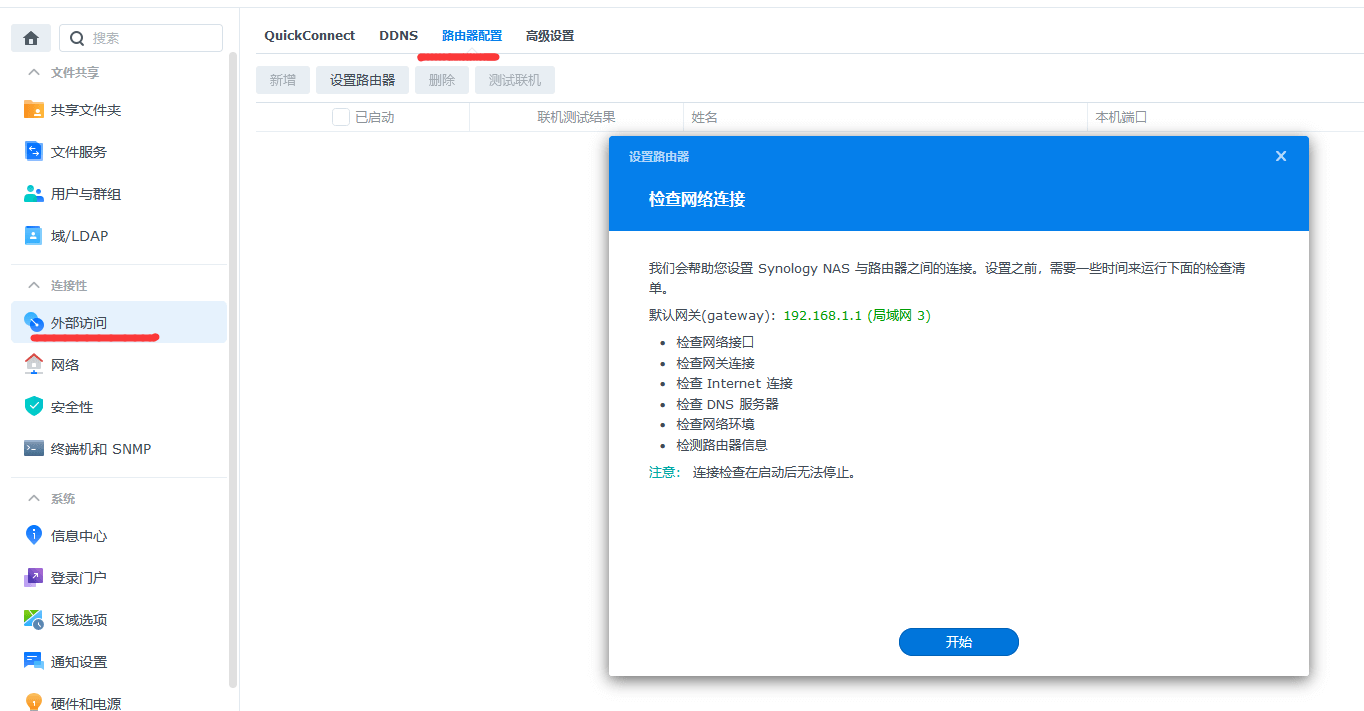 搜索
文件共享
共享文件夹
文件服务
用户与群组
域/LDAP
连接性
外部访问
网络
安全性
终端机和 SNMP
系统
信息中心
登录门户
区域选项
通知设置
硬件和电源
QuickConnect DDNS 路由器配置 高级设置
新增 设置路由器 删除 测试联机
已启动 联机测试结果 姓名 本机端口
设置路由器
检查网络连接
我们会帮助您设置 Synology NAS 与路由器之间的连接。设置之前，需要一些时间来运行下面的检查清
单。
默认网关(gateway)： 192.168.1.1 (局域网 3)
• 检查网络接口
• 检查网关连接
• 检查 Internet 连接
• 检查 DNS 服务器
• 检查网络环境
• 检测路由器信息
注意： 连接检查在启动后无法停止。
开始